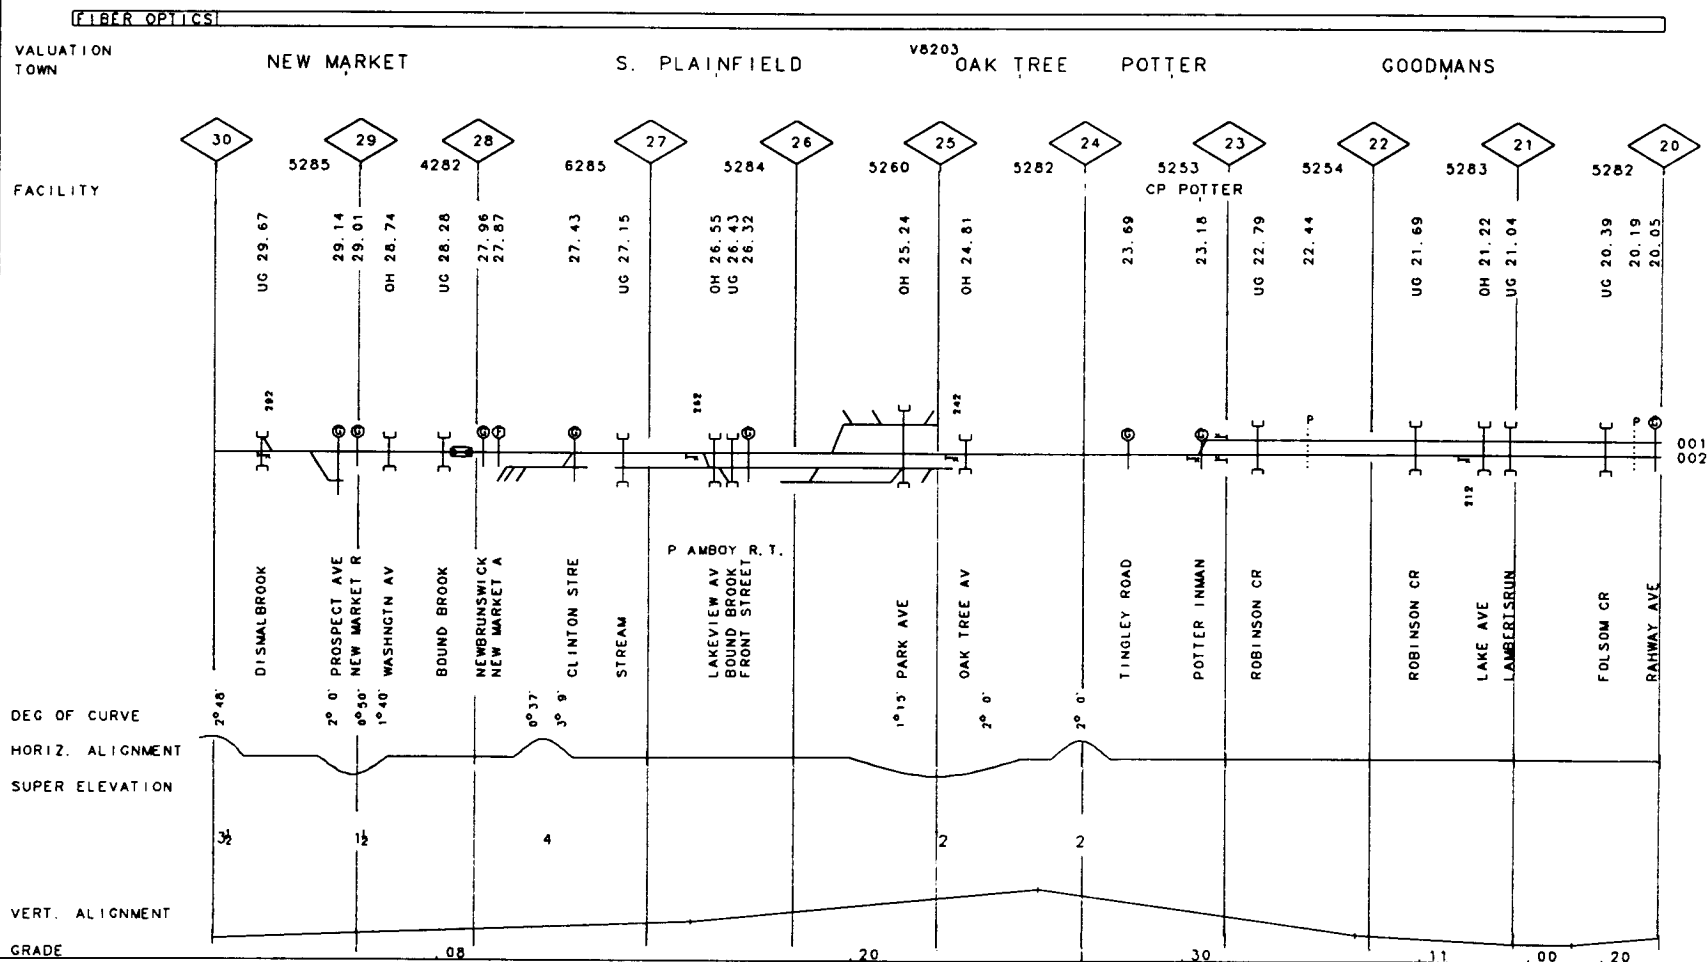 FIBER OPTICS
VALUATION V8203
TOWN NEW MARKET S. PLAINFIELD OAK TREE POTTER GOODMANS
30 29 28 27 26 25 24 23 22 21 20
5285 4282 6285 5284 5260 5282 5253 5254 5283 5282
FACILITY CP POTTER
UG 29.67
29.14
29.01
OH 28.74
UG 28.28
27.96
27.87
27.43
UG 27.15
OH 26.55
UG 26.43
26.32
OH 25.24
OH 24.81
23.69
23.18
UG 22.79
22.44
UG 21.69
OH 21.22
UG 21.04
UG 20.39
20.19
20.05
292
262
242
P
P
001
002
212
P AMBOY R.T.
DISMALBROOK
PROSPECT AVE
NEW MARKET R
WASHNGTN AV
BOUND BROOK
NEWBRUNSWICK
NEW MARKET A
CLINTON STRE
STREAM
LAKEVIEW AV
BOUND BROOK
FRONT STREET
PARK AVE
OAK TREE AV
TINGLEY ROAD
POTTER INMAN
ROBINSON CR
ROBINSON CR
LAKE AVE
LAMBERTSRUN
FOLSOM CR
RAHWAY AVE
DEG OF CURVE 2°48' 2° 0' 0°50' 1°40' 0°37' 3° 9' 1°15' 2° 0' 2° 0'
HORIZ. ALIGNMENT
SUPER ELEVATION
3½ 1½ 4 2 2
VERT. ALIGNMENT
GRADE .08 .20 .30 .11 .00 .20